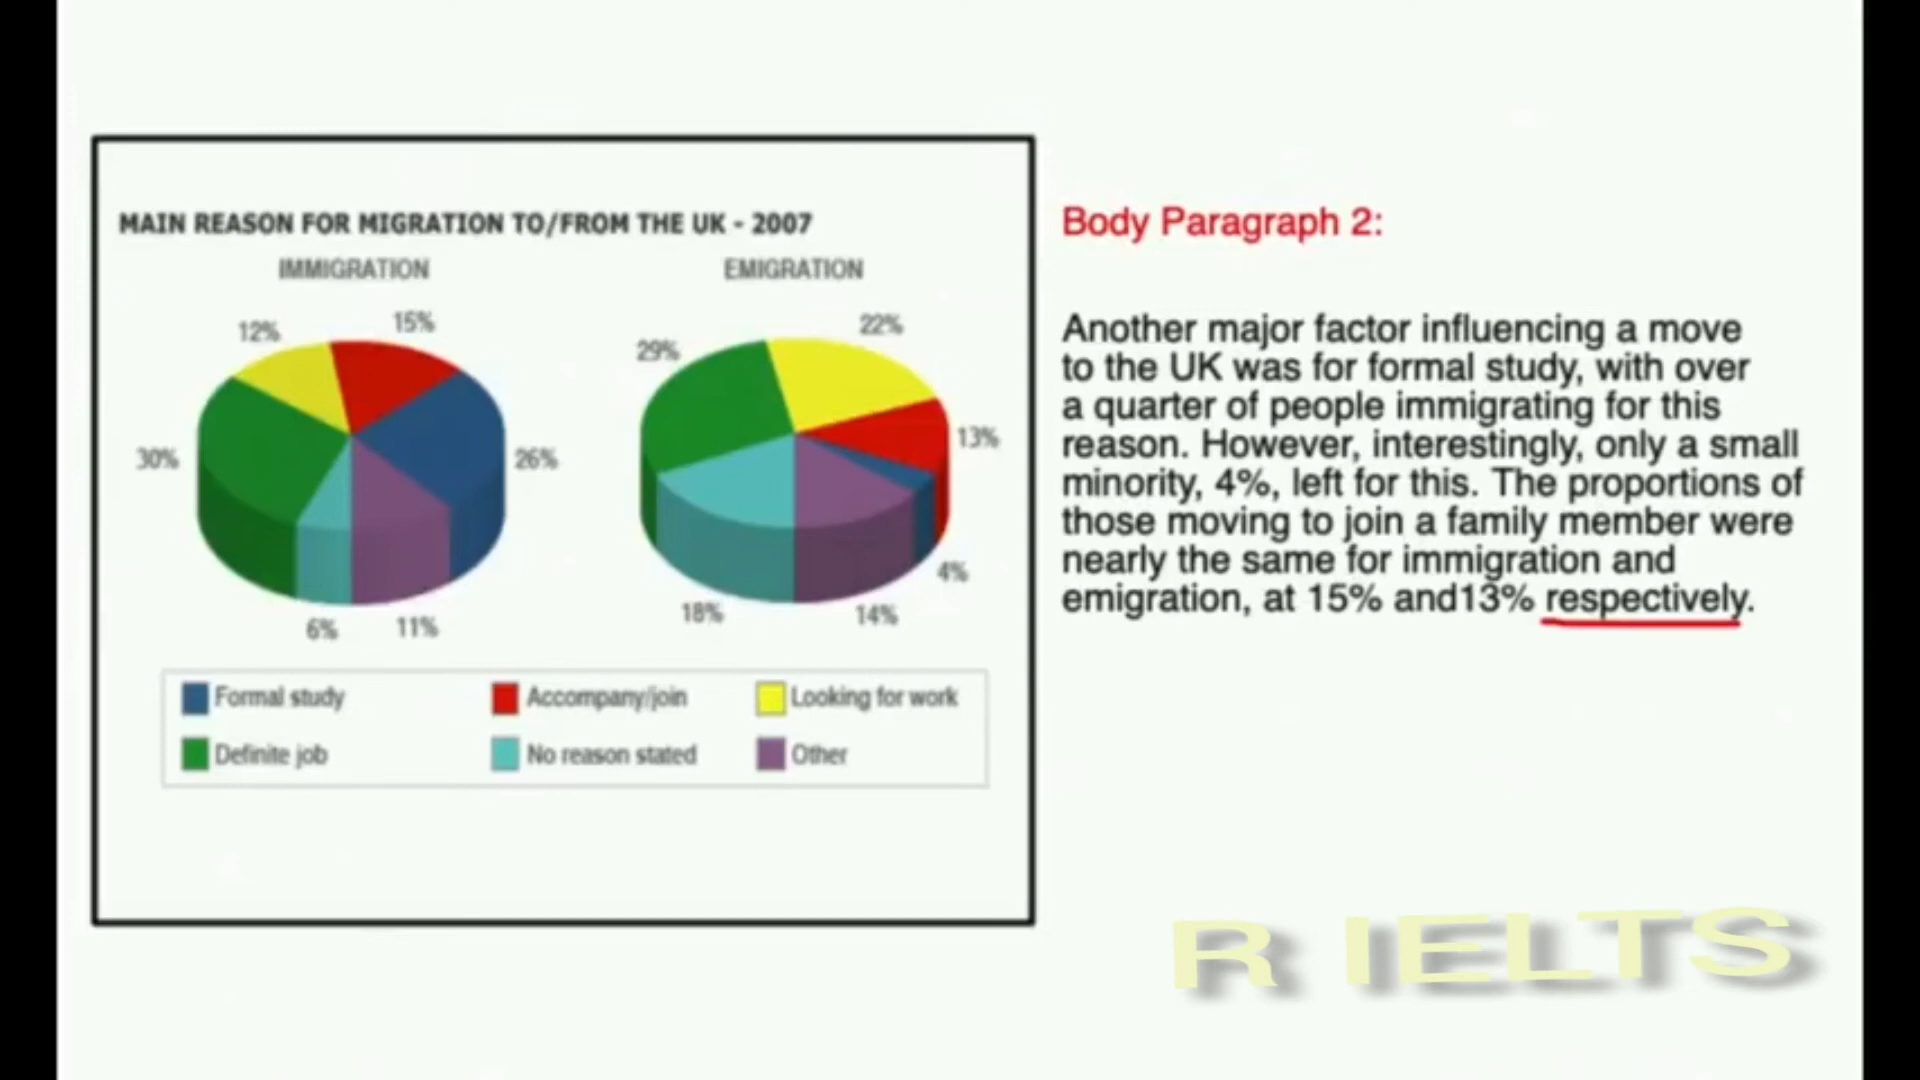 MAIN REASON FOR MIGRATION TO/FROM THE UK - 2007
IMMIGRATION
EMIGRATION
12%
15%
30%
26%
6%
11%
29%
22%
13%
4%
18%
14%
Formal study
Accompany/join
Looking for work
Definite job
No reason stated
Other
Body Paragraph 2:
Another major factor influencing a move
to the UK was for formal study, with over
a quarter of people immigrating for this
reason. However, interestingly, only a small
minority, 4%, left for this. The proportions of
those moving to join a family member were
nearly the same for immigration and
emigration, at 15% and13% respectively.
R IELTS